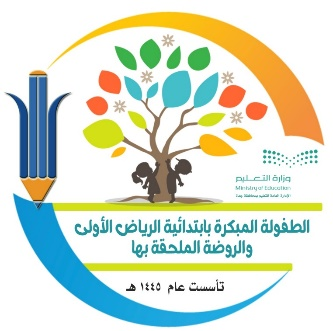 وزارة التعليم
Ministry of Education
الطفولة المبكرة بابتدائية الرياض الأولى
والروضة الملحقة بها
تأسست عام ١٤٤٥ هـ